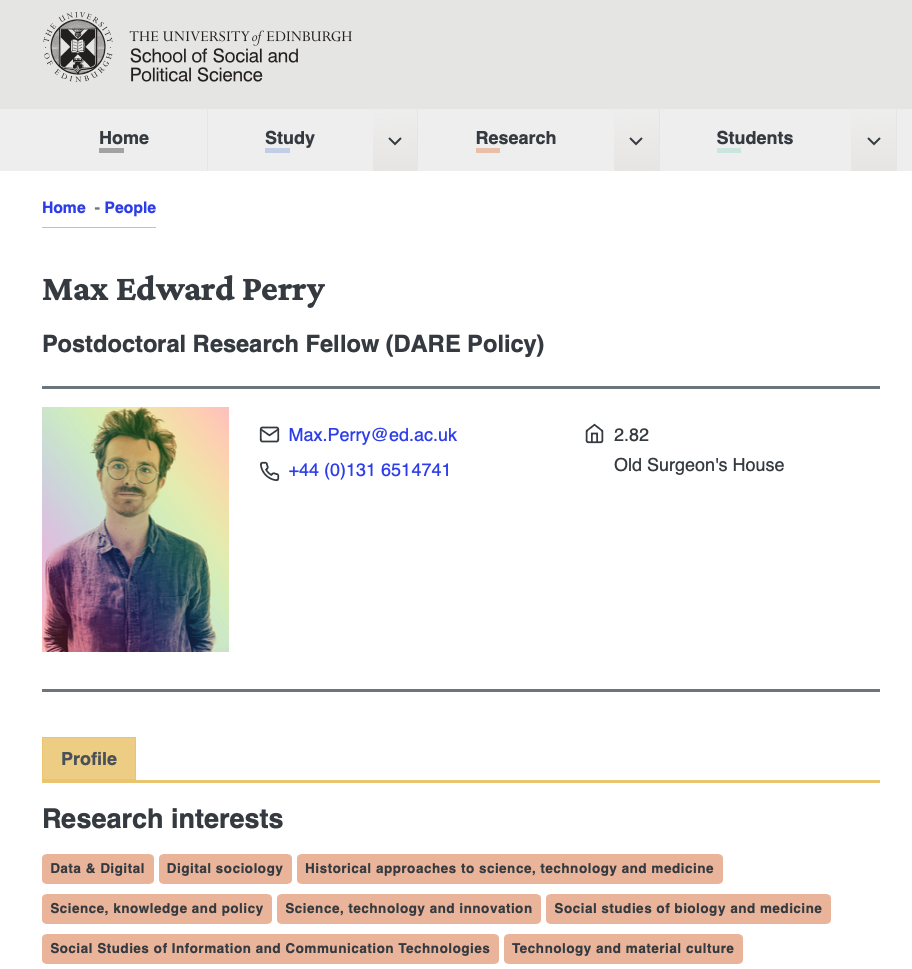 THE UNIVERSITY OF EDINBURGH
THE UNIVERSITY of EDINBURGH
School of Social and
Political Science
Home Study Research Students
Home - People
Max Edward Perry
Postdoctoral Research Fellow (DARE Policy)
Max.Perry@ed.ac.uk 2.82
+44 (0)131 6514741 Old Surgeon's House
Profile
Research interests
Data & Digital Digital sociology Historical approaches to science, technology and medicine
Science, knowledge and policy Science, technology and innovation Social studies of biology and medicine
Social Studies of Information and Communication Technologies Technology and material culture